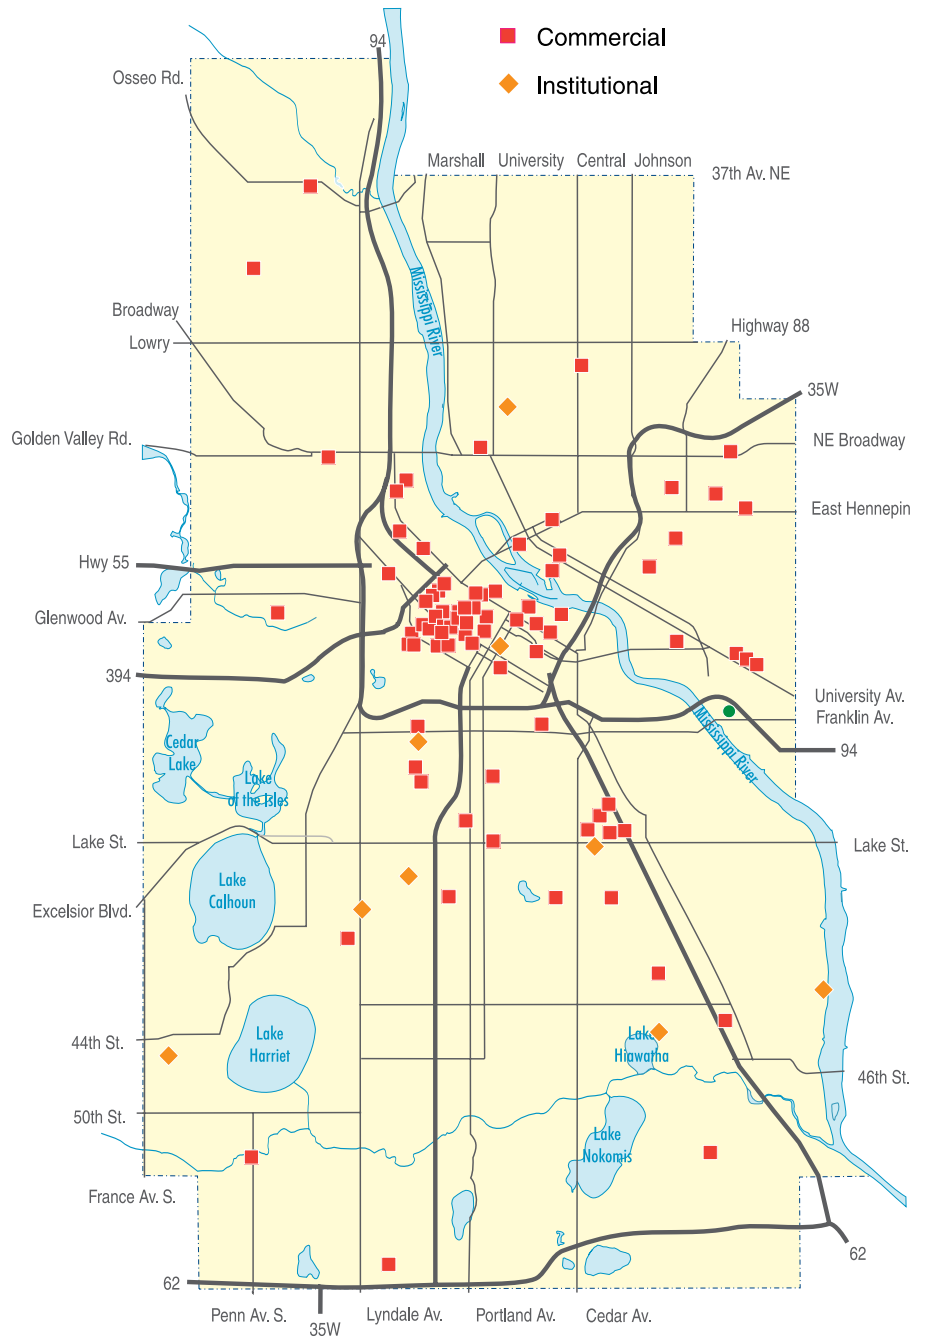 94
Commercial
Osseo Rd.
Institutional
Marshall
University
Central
Johnson
37th Av. NE
Mississippi River
Broadway
Highway 88
Lowry
35W
Golden Valley Rd.
NE Broadway
East Hennepin
Hwy 55
Glenwood Av.
394
University Av.
Franklin Av.
Mississippi River
94
Cedar
Lake
Lake
of the Isles
Lake St.
Lake St.
Lake
Calhoun
Excelsior Blvd.
Lake
Harriet
Lake
Hiawatha
44th St.
46th St.
50th St.
Lake
Nokomis
France Av. S.
62
62
Penn Av. S.
35W
Lyndale Av.
Portland Av.
Cedar Av.